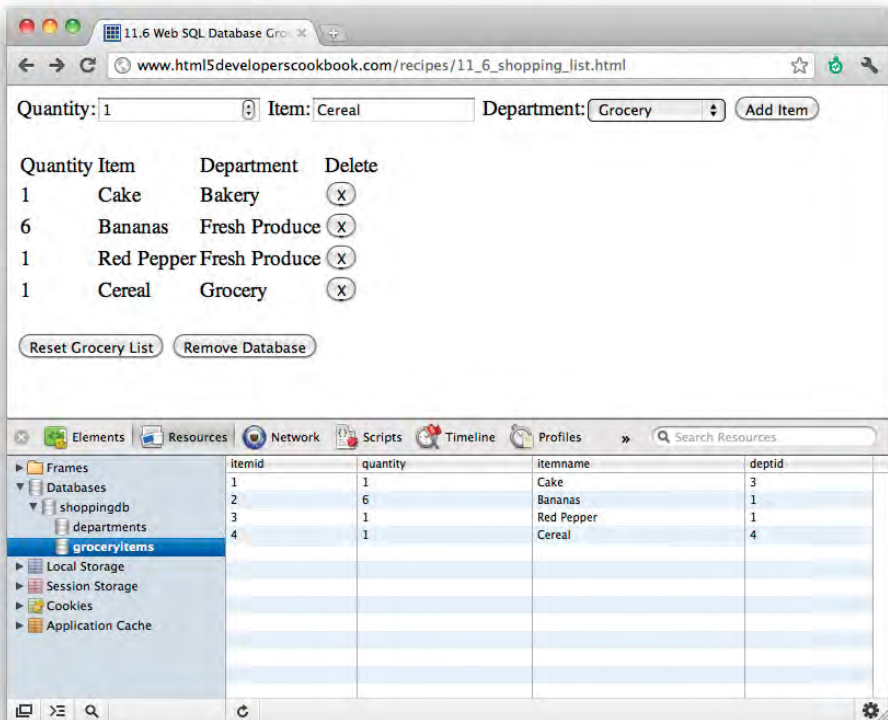 11.6 Web SQL Database Gro
www.html5developerscookbook.com/recipes/11_6_shopping_list.html
Quantity: 1 Item: Cereal Department: Grocery Add Item
Quantity Item Department Delete
1 Cake Bakery X
6 Bananas Fresh Produce X
1 Red Pepper Fresh Produce X
1 Cereal Grocery X
Reset Grocery List Remove Database
Elements Resources Network Scripts Timeline Profiles » Search Resources
Frames
Databases
shoppingdb
departments
groceryitems
Local Storage
Session Storage
Cookies
Application Cache
itemid quantity itemname deptid
1 1 Cake 3
2 6 Bananas 1
3 1 Red Pepper 1
4 1 Cereal 4